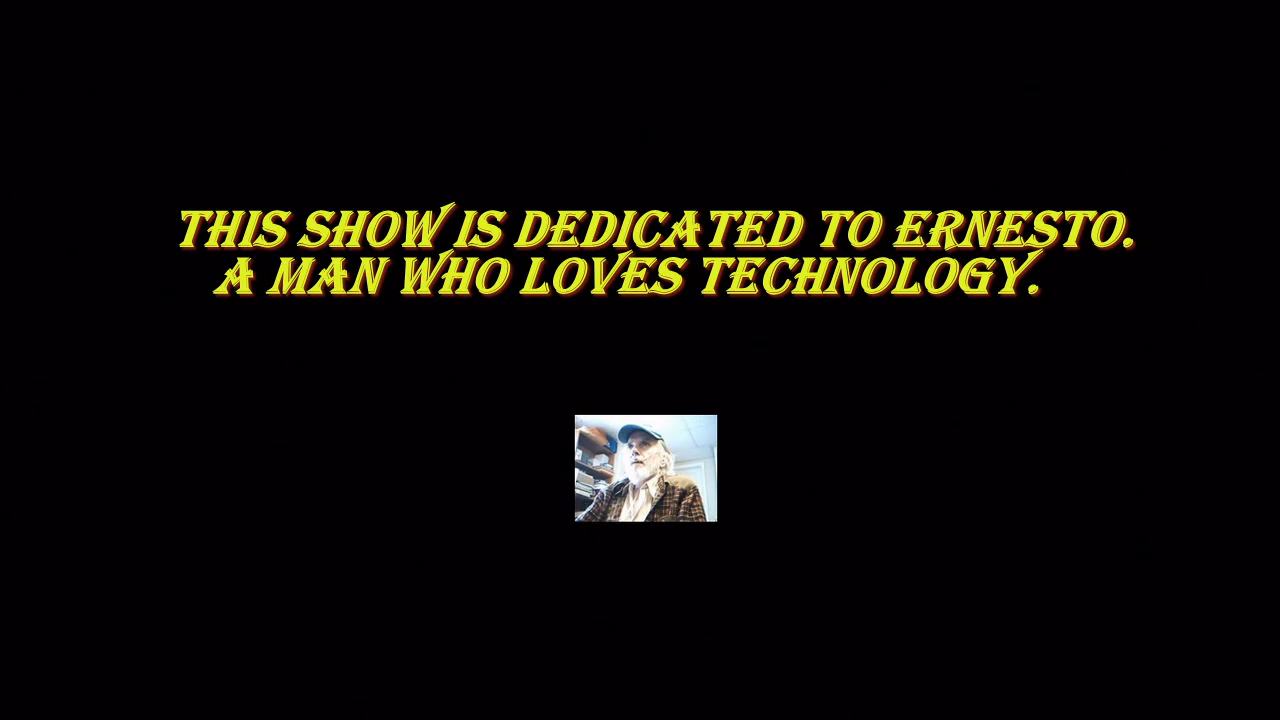 THIS SHOW IS DEDICATED TO ERNESTO.
A MAN WHO LOVES TECHNOLOGY.